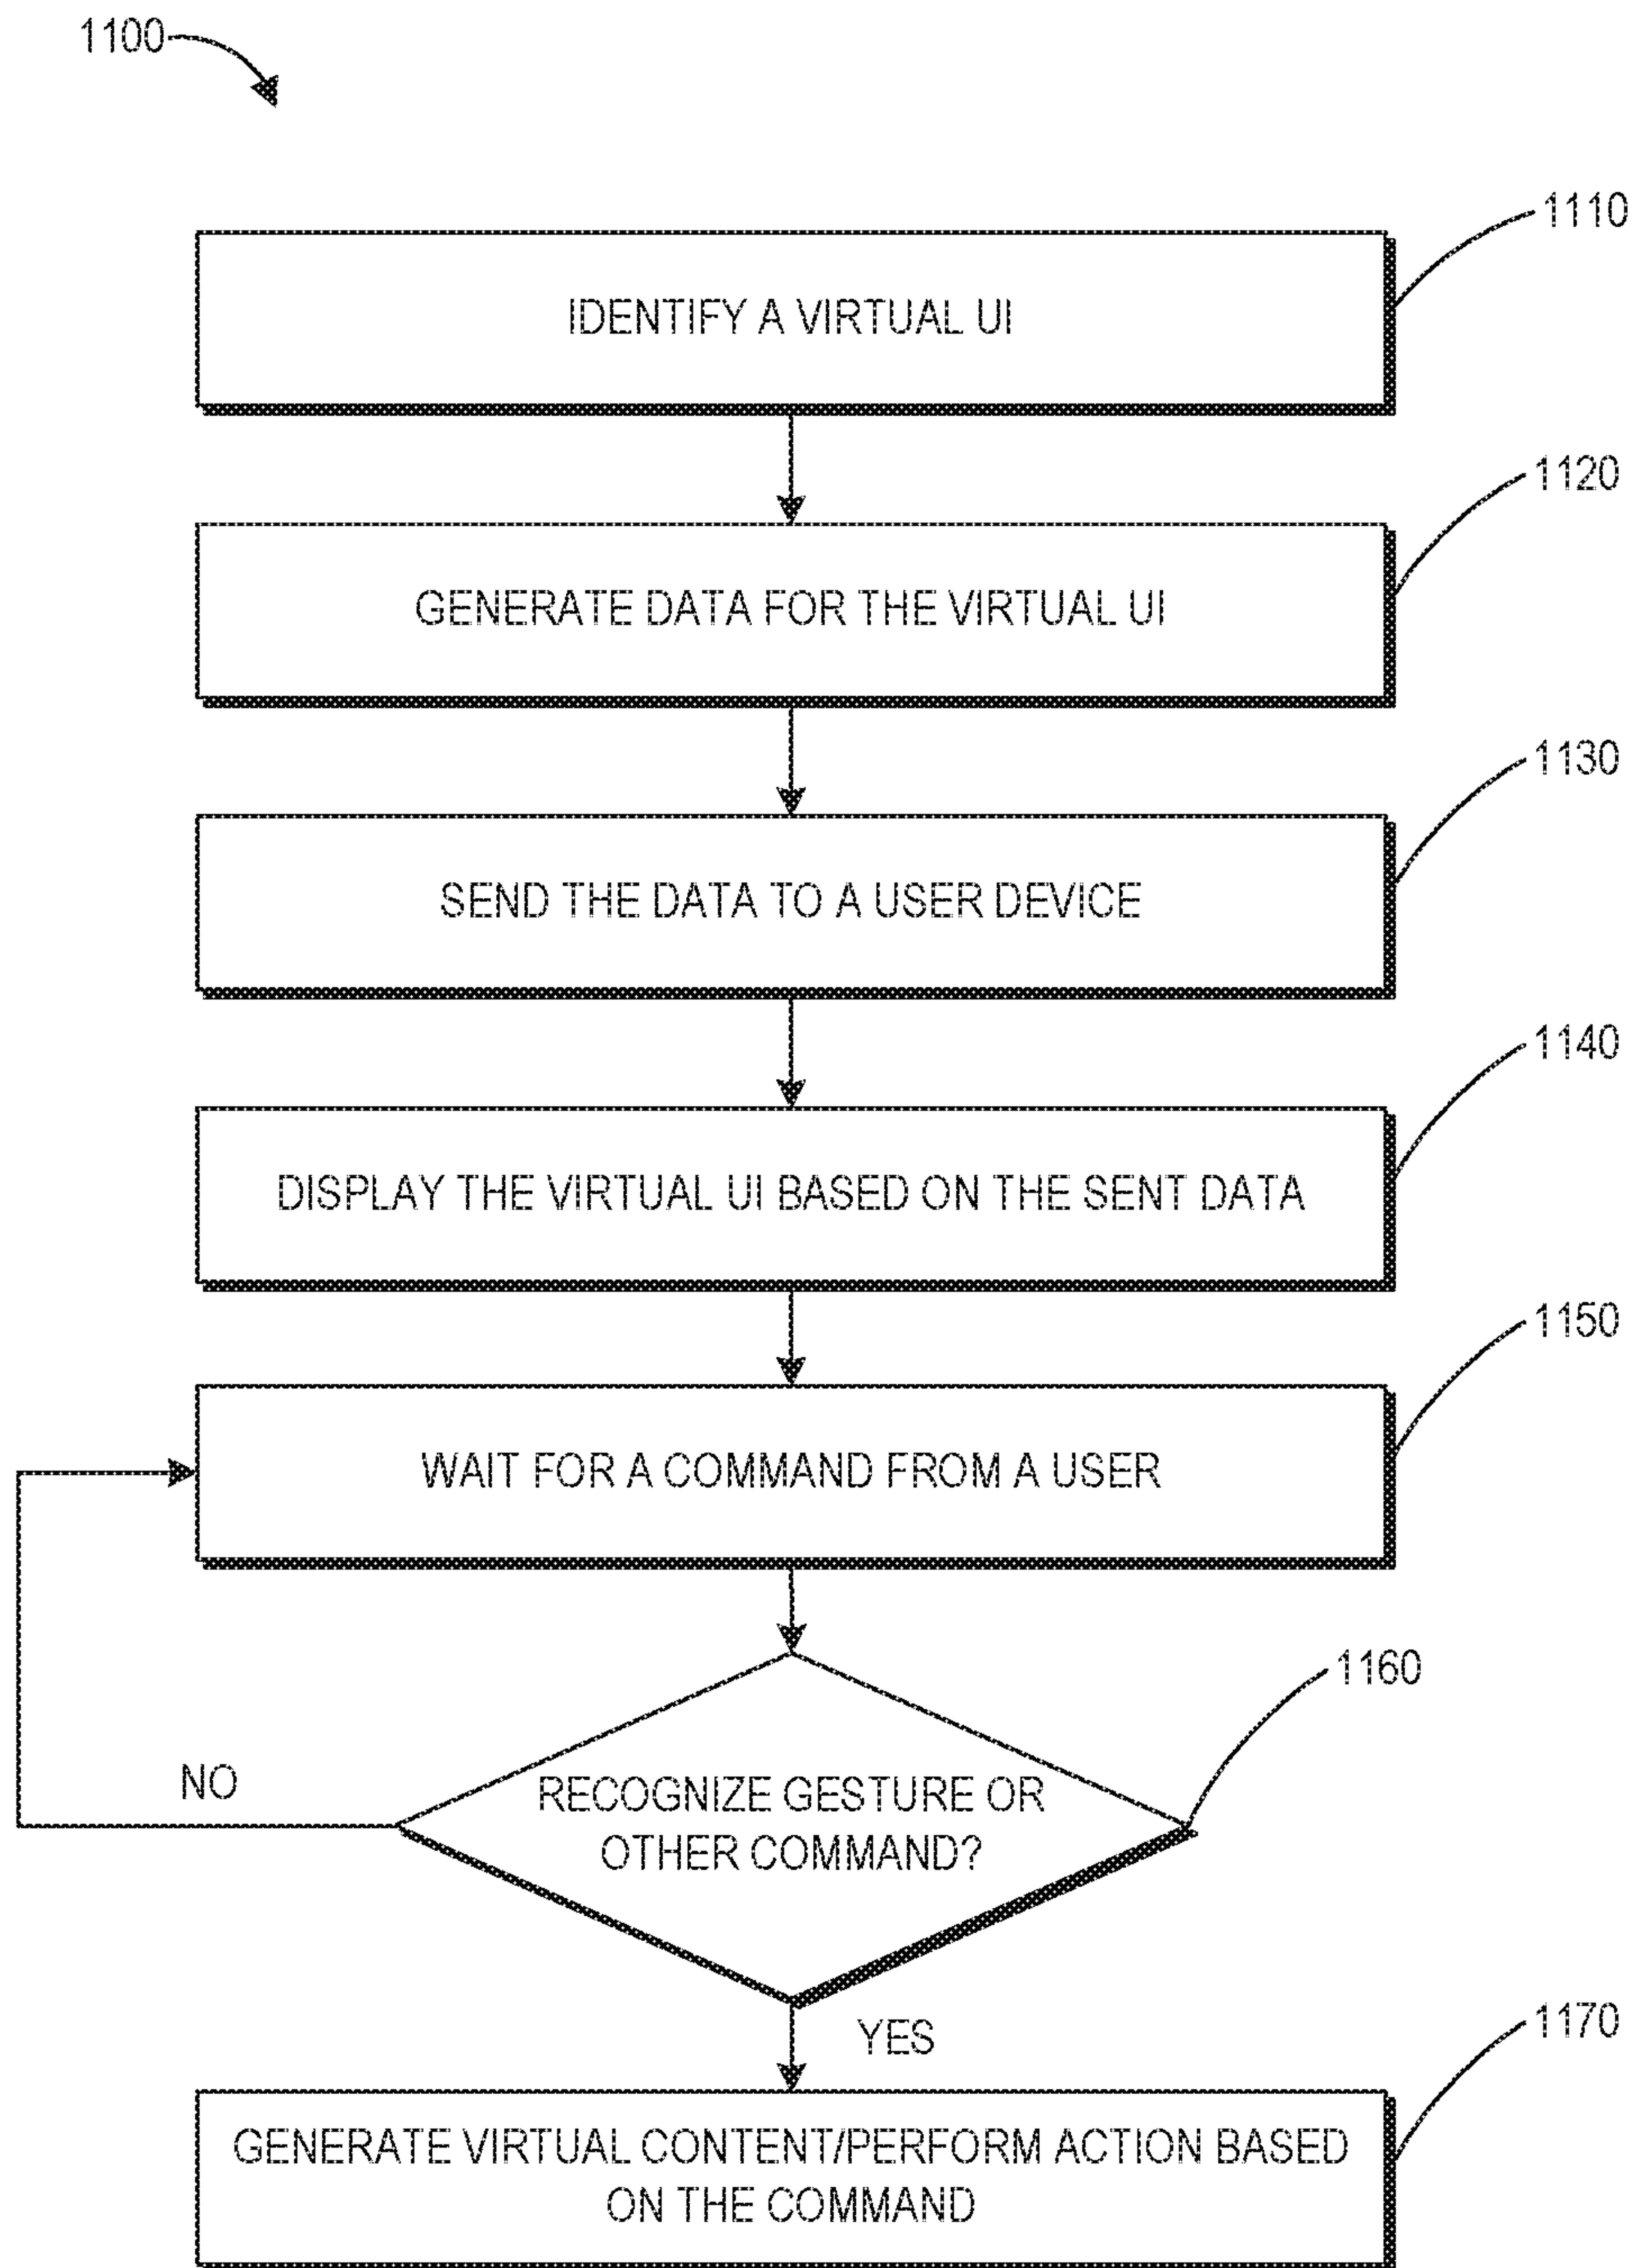 1100
1110
IDENTIFY A VIRTUAL UI
1120
GENERATE DATA FOR THE VIRTUAL UI
1130
SEND THE DATA TO A USER DEVICE
1140
DISPLAY THE VIRTUAL UI BASED ON THE SENT DATA
1150
WAIT FOR A COMMAND FROM A USER
1160
NO
RECOGNIZE GESTURE OR
OTHER COMMAND?
YES
1170
GENERATE VIRTUAL CONTENT/PERFORM ACTION BASED
ON THE COMMAND